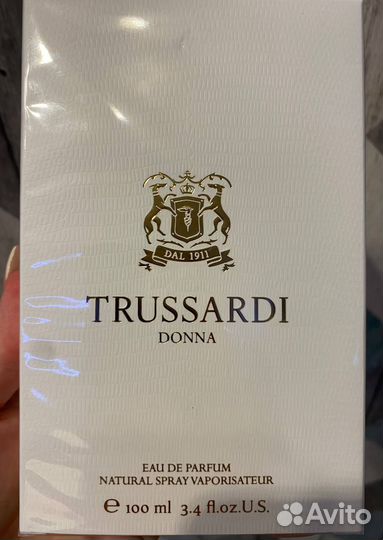 DAL 1911
TRUSSARDI
DONNA
EAU DE PARFUM
NATURAL SPRAY VAPORISATEUR
℮ 100 ml 3.4 fl.oz.U.S.
Avito